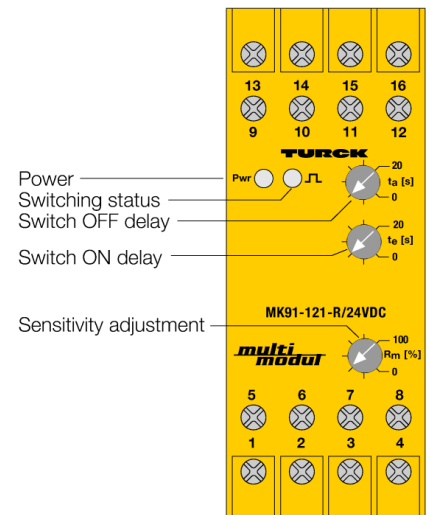 13 14 15 16
9 10 11 12
TURCK
Power
Pwr
Switching status
Switch OFF delay
20
ta [s]
0
Switch ON delay
20
te [s]
0
MK91-121-R/24VDC
Sensitivity adjustment
multi
modul
100
Rm [%]
0
5 6 7 8
1 2 3 4